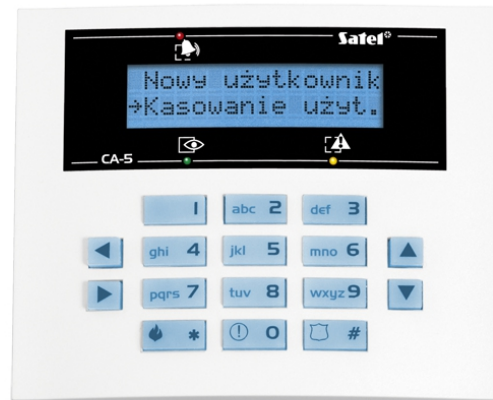 Satel®
Nowy użytkownik
→Kasowanie użyt.
CA-5
1
abc 2
def 3
ghi 4
jkl 5
mno 6
pqrs 7
tuv 8
wxyz 9
*
0
#